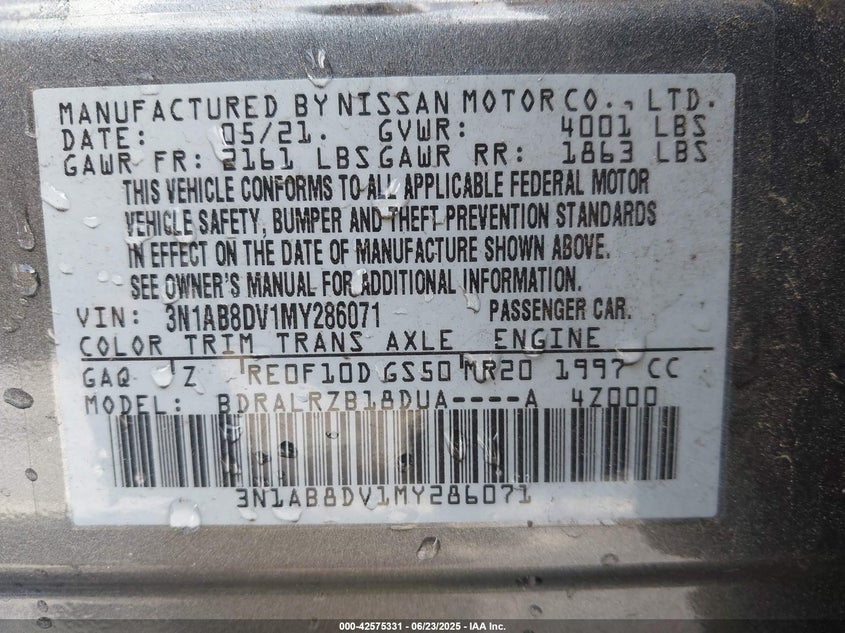 MANUFACTURED BY NISSAN MOTOR CO., LTD.
DATE: 05/21. GVWR: 4001 LBS
GAWR FR: 2161 LBS GAWR RR: 1863 LBS
THIS VEHICLE CONFORMS TO ALL APPLICABLE FEDERAL MOTOR
VEHICLE SAFETY, BUMPER AND THEFT PREVENTION STANDARDS
IN EFFECT ON THE DATE OF MANUFACTURE SHOWN ABOVE.
SEE OWNER'S MANUAL FOR ADDITIONAL INFORMATION.
VIN: 3N1AB8DV1MY286071 PASSENGER CAR.
COLOR TRIM TRANS AXLE ENGINE
GAQ Z RE0F10D GS50 MR20 1997 CC
MODEL: BDRALRZB18DUA----A 4Z000
3N1AB8DV1MY286071
000-42575331 - 06/23/2025 - IAA Inc.